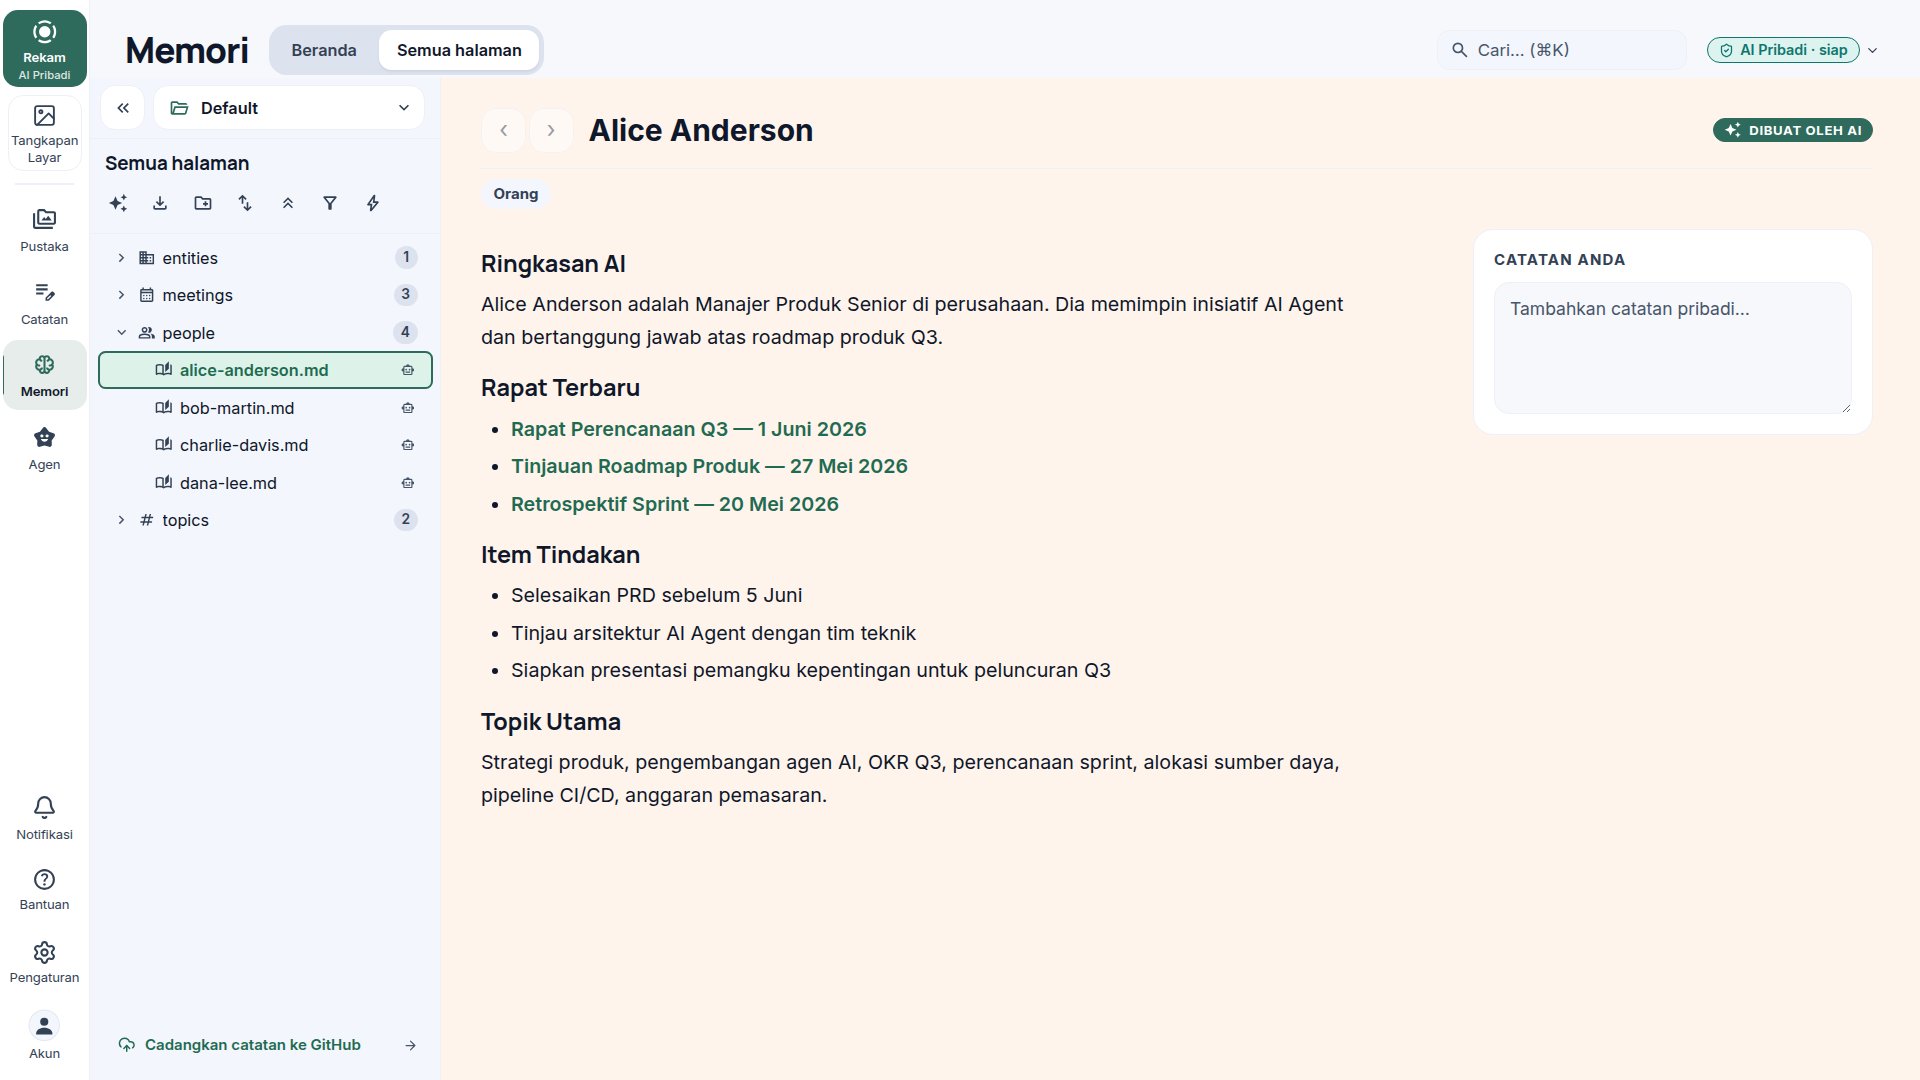 Rekam
AI Pribadi
Tangkapan
Layar
Pustaka
Catatan
Memori
Agen
Notifikasi
Bantuan
Pengaturan
Akun
Memori
Beranda
Semua halaman
Cari... (⌘K)
AI Pribadi · siap
Default
Semua halaman
entities 1
meetings 3
people 4
alice-anderson.md
bob-martin.md
charlie-davis.md
dana-lee.md
topics 2
Cadangkan catatan ke GitHub
Alice Anderson
DIBUAT OLEH AI
Orang
Ringkasan AI
Alice Anderson adalah Manajer Produk Senior di perusahaan. Dia memimpin inisiatif AI Agent
dan bertanggung jawab atas roadmap produk Q3.
Rapat Terbaru
• Rapat Perencanaan Q3 — 1 Juni 2026
• Tinjauan Roadmap Produk — 27 Mei 2026
• Retrospektif Sprint — 20 Mei 2026
Item Tindakan
• Selesaikan PRD sebelum 5 Juni
• Tinjau arsitektur AI Agent dengan tim teknik
• Siapkan presentasi pemangku kepentingan untuk peluncuran Q3
Topik Utama
Strategi produk, pengembangan agen AI, OKR Q3, perencanaan sprint, alokasi sumber daya,
pipeline CI/CD, anggaran pemasaran.
CATATAN ANDA
Tambahkan catatan pribadi...